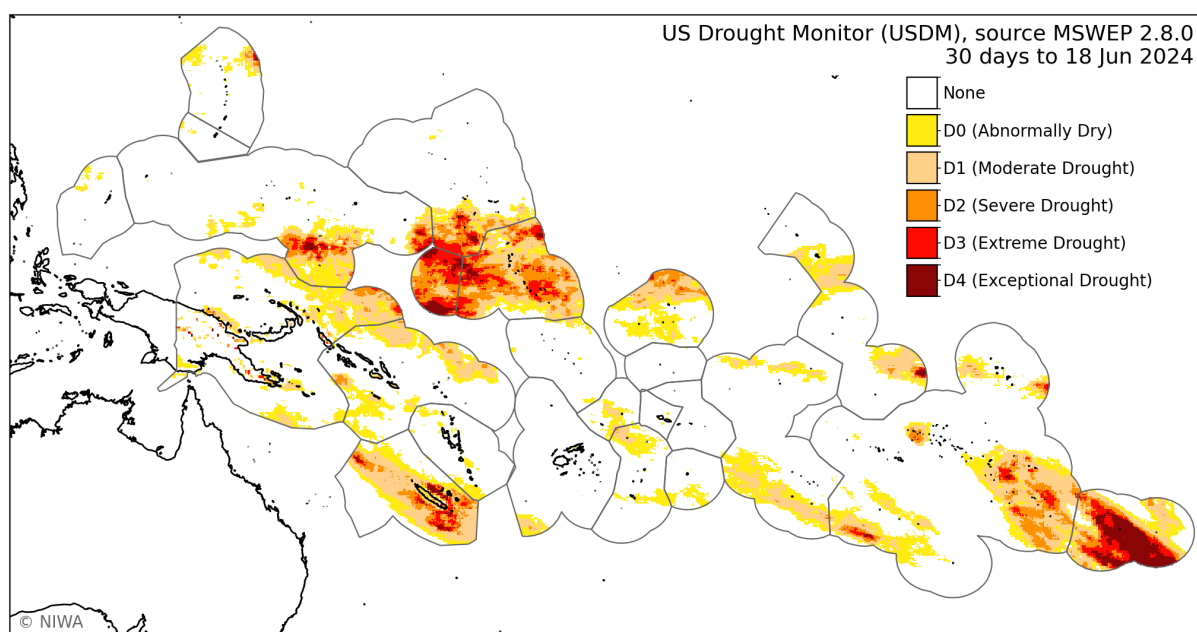 US Drought Monitor (USDM), source MSWEP 2.8.0
30 days to 18 Jun 2024
None
D0 (Abnormally Dry)
D1 (Moderate Drought)
D2 (Severe Drought)
D3 (Extreme Drought)
D4 (Exceptional Drought)
© NIWA